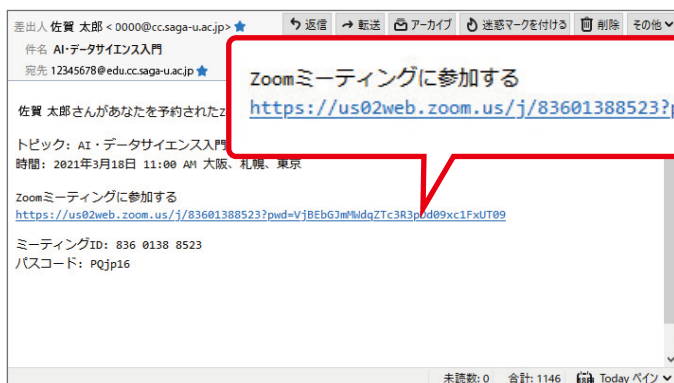 差出人 佐賀 太郎 < 0000@cc.saga-u.ac.jp> ★ 返信 転送 アーカイブ 迷惑マークを付ける 削除 その他
件名 AI・データサイエンス入門
宛先 12345678@edu.cc.saga-u.ac.jp ★
Zoomミーティングに参加する
https://us02web.zoom.us/j/83601388523?p
佐賀 太郎さんがあなたを予約された
トピック: AI・データサイエンス入門
時間: 2021年3月18日 11:00 AM 大阪、札幌、東京
Zoomミーティングに参加する
https://us02web.zoom.us/j/83601388523?pwd=VjBEbGJmMWdqZTc3R3pUd09xc1FxUT09
ミーティングID: 836 0138 8523
パスコード: PQjp16
未読数: 0 合計: 1146 Today ペイン